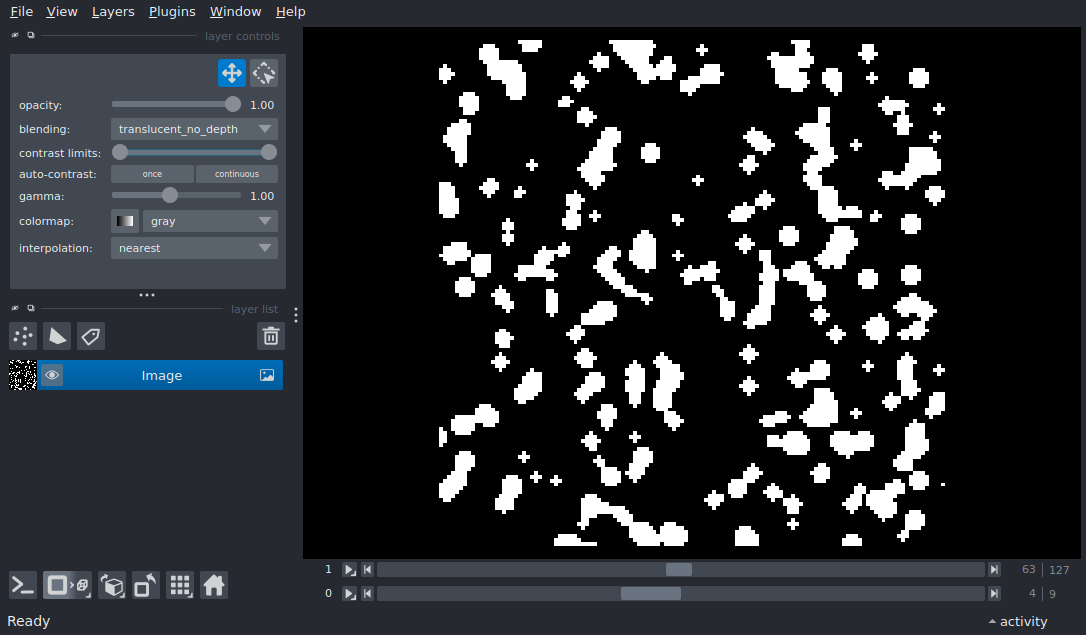 File View Layers Plugins Window Help
layer controls
opacity: 1.00
blending: translucent_no_depth
contrast limits:
auto-contrast: once continuous
gamma: 1.00
colormap: gray
interpolation: nearest
layer list
Image
1 63 127
0 4 9
Ready activity